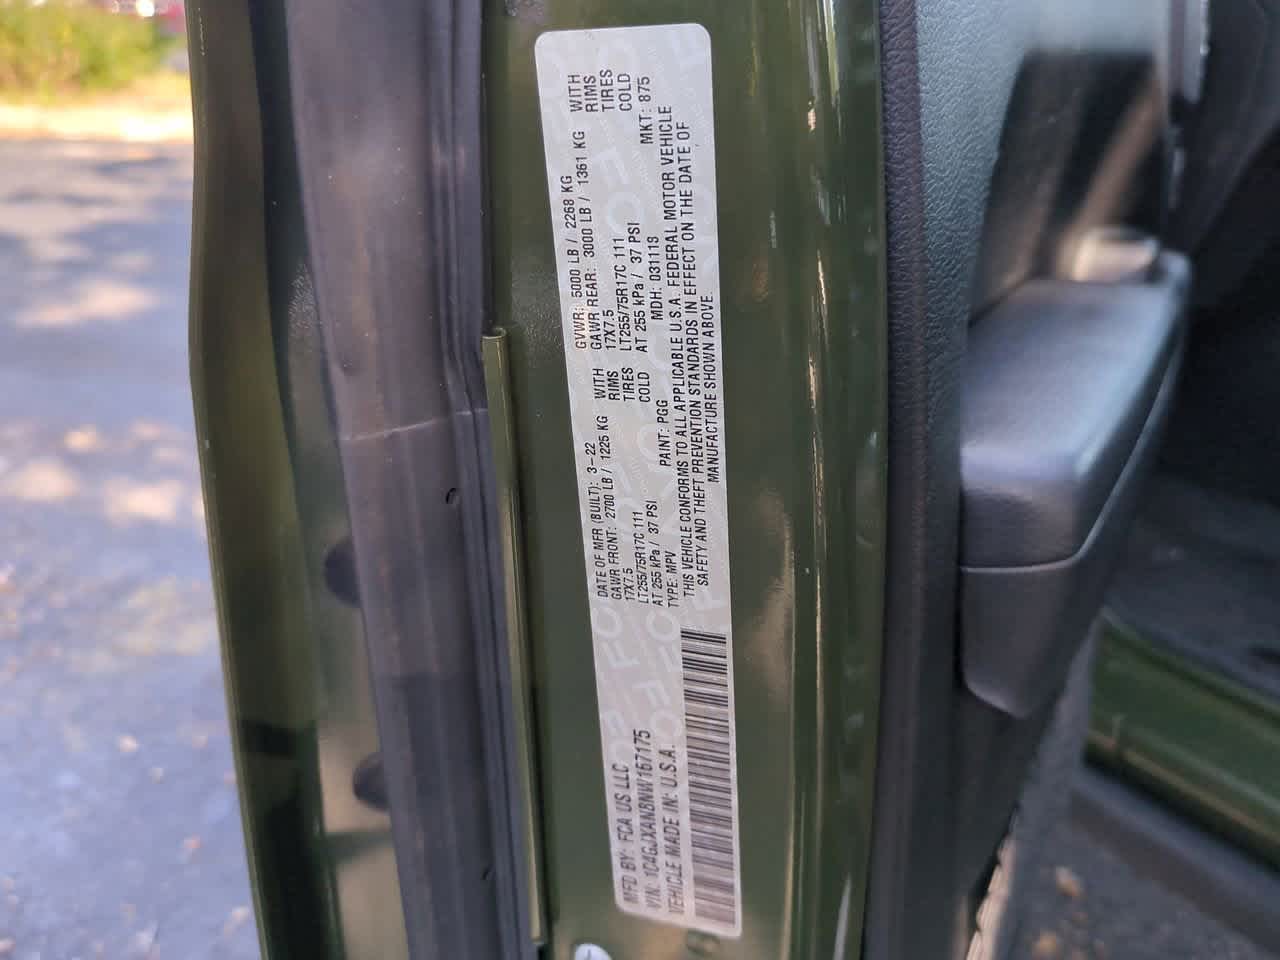 MFD BY: FCA US LLC
DATE OF MFR (BUILT): 3-22
GVWR: 5000 LB / 2268 KG
GAWR FRONT: 2700 LB / 1225 KG WITH
GAWR REAR: 3000 LB / 1361 KG WITH
17X7.5 RIMS
17X7.5 RIMS
LT255/75R17C 111 TIRES
LT255/75R17C 111 TIRES
AT 255 kPa / 37 PSI COLD
AT 255 kPa / 37 PSI COLD
VIN: 1C4GJXAN8NW167175
TYPE: MPV PAINT: PGG MDH: 031119 MKT: 875
VEHICLE MADE IN: U.S.A.
THIS VEHICLE CONFORMS TO ALL APPLICABLE U.S.A. FEDERAL MOTOR VEHICLE
SAFETY AND THEFT PREVENTION STANDARDS IN EFFECT ON THE DATE OF
MANUFACTURE SHOWN ABOVE.